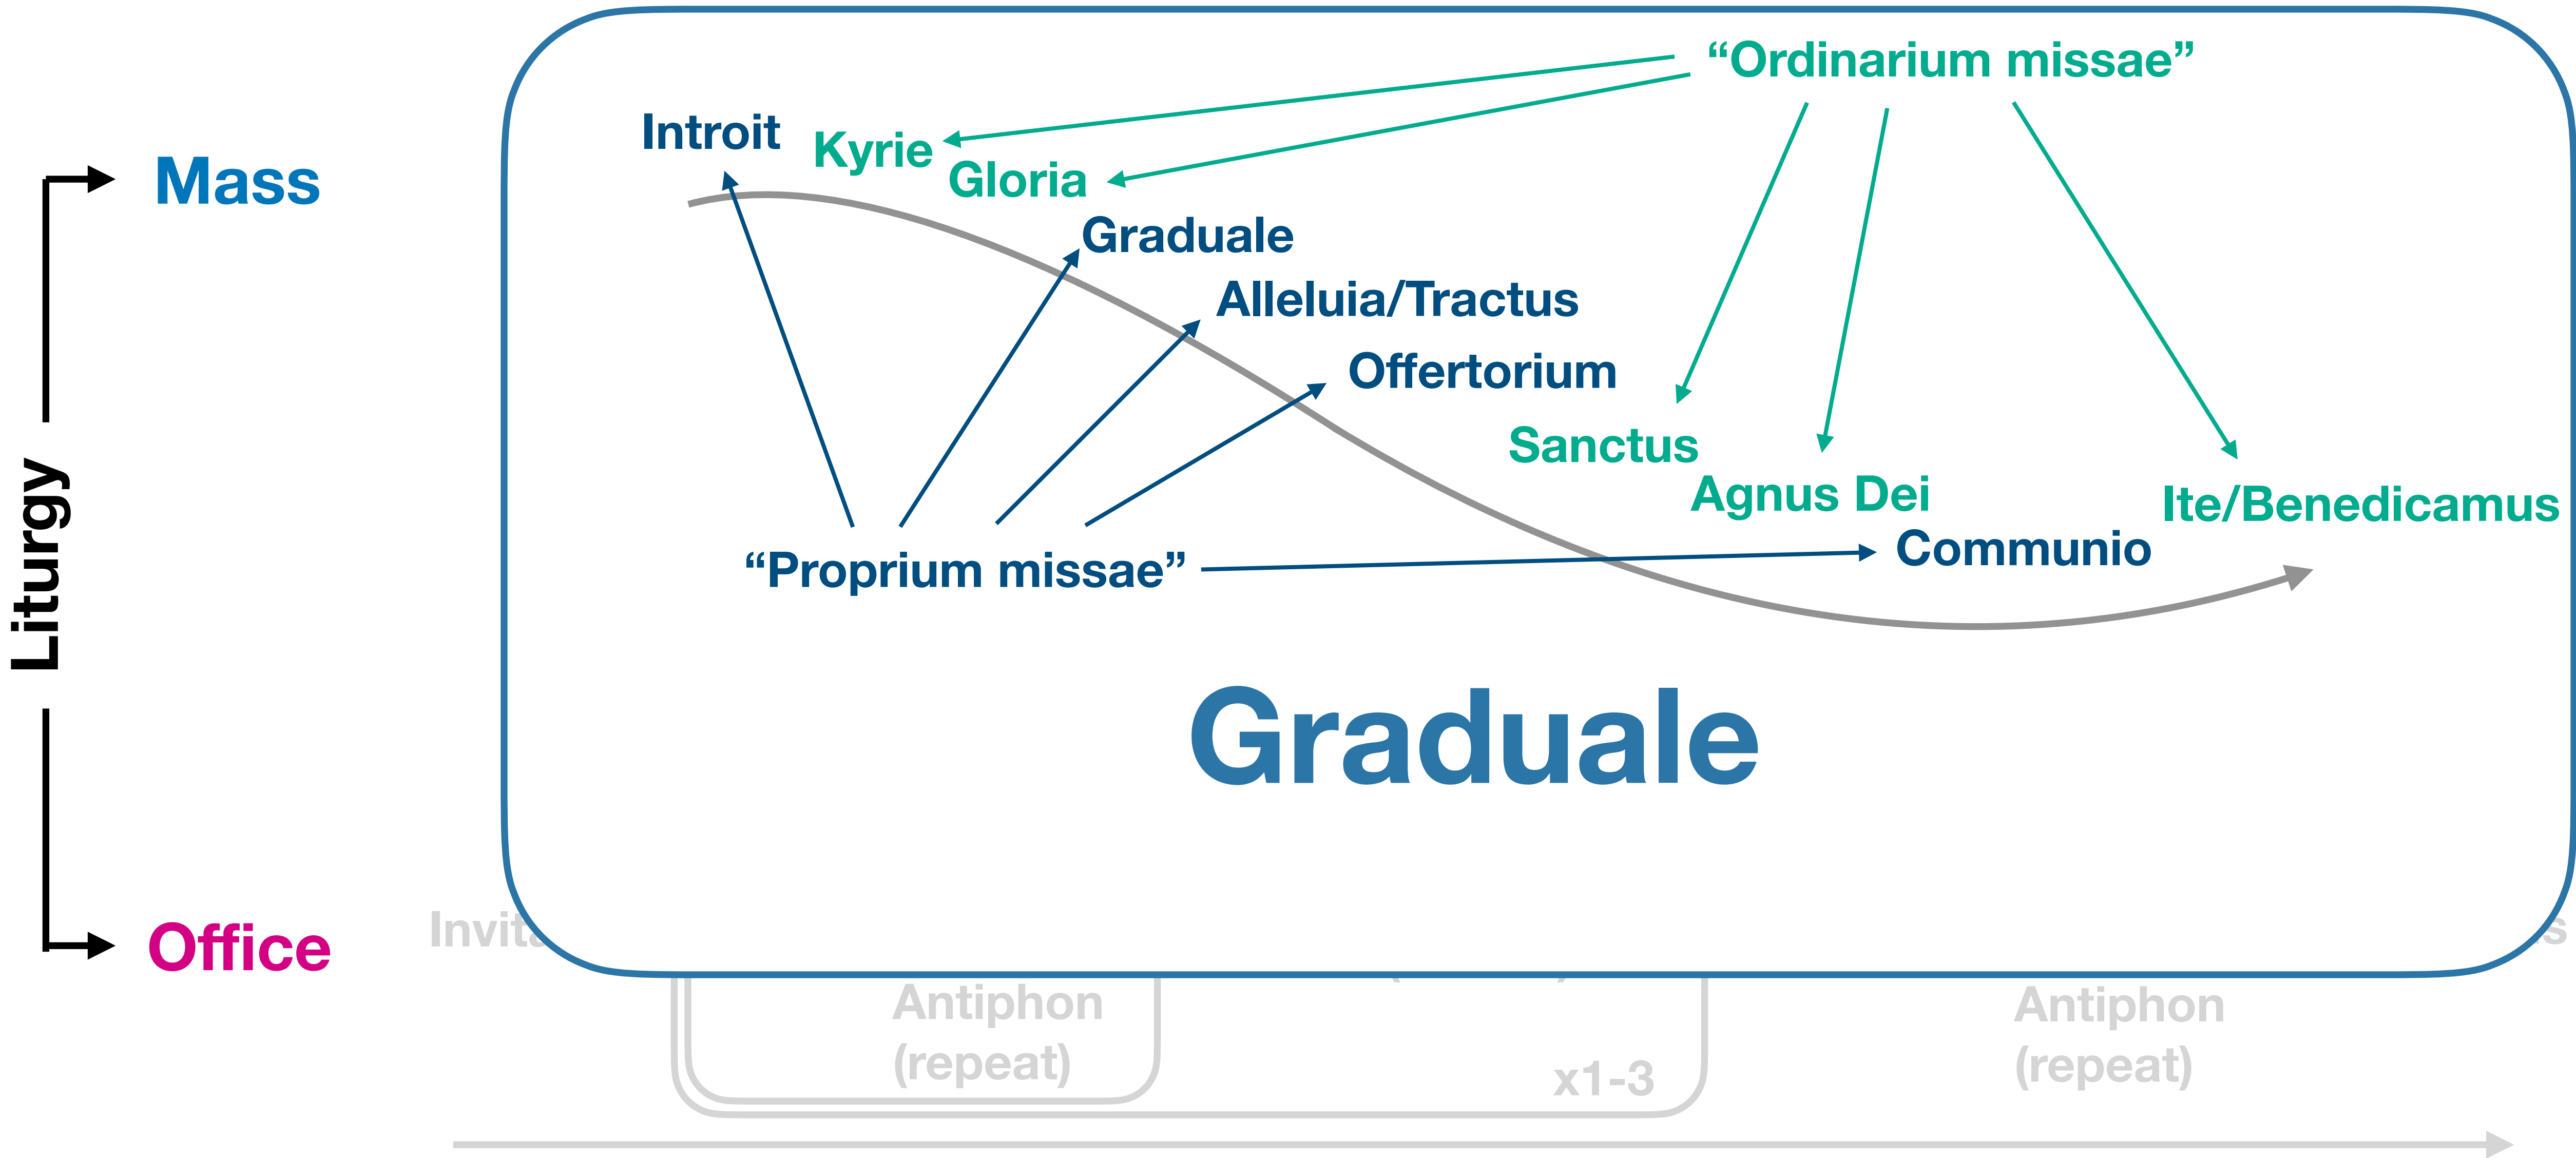 “Ordinarium missae”
Introit
Kyrie
Gloria
Mass
Graduale
Alleluia/Tractus
Offertorium
Sanctus
Agnus Dei
Ite/Benedicamus
Communio
“Proprium missae”
Liturgy
Graduale
Office
Antiphon
(repeat)
x1-3
Antiphon
(repeat)